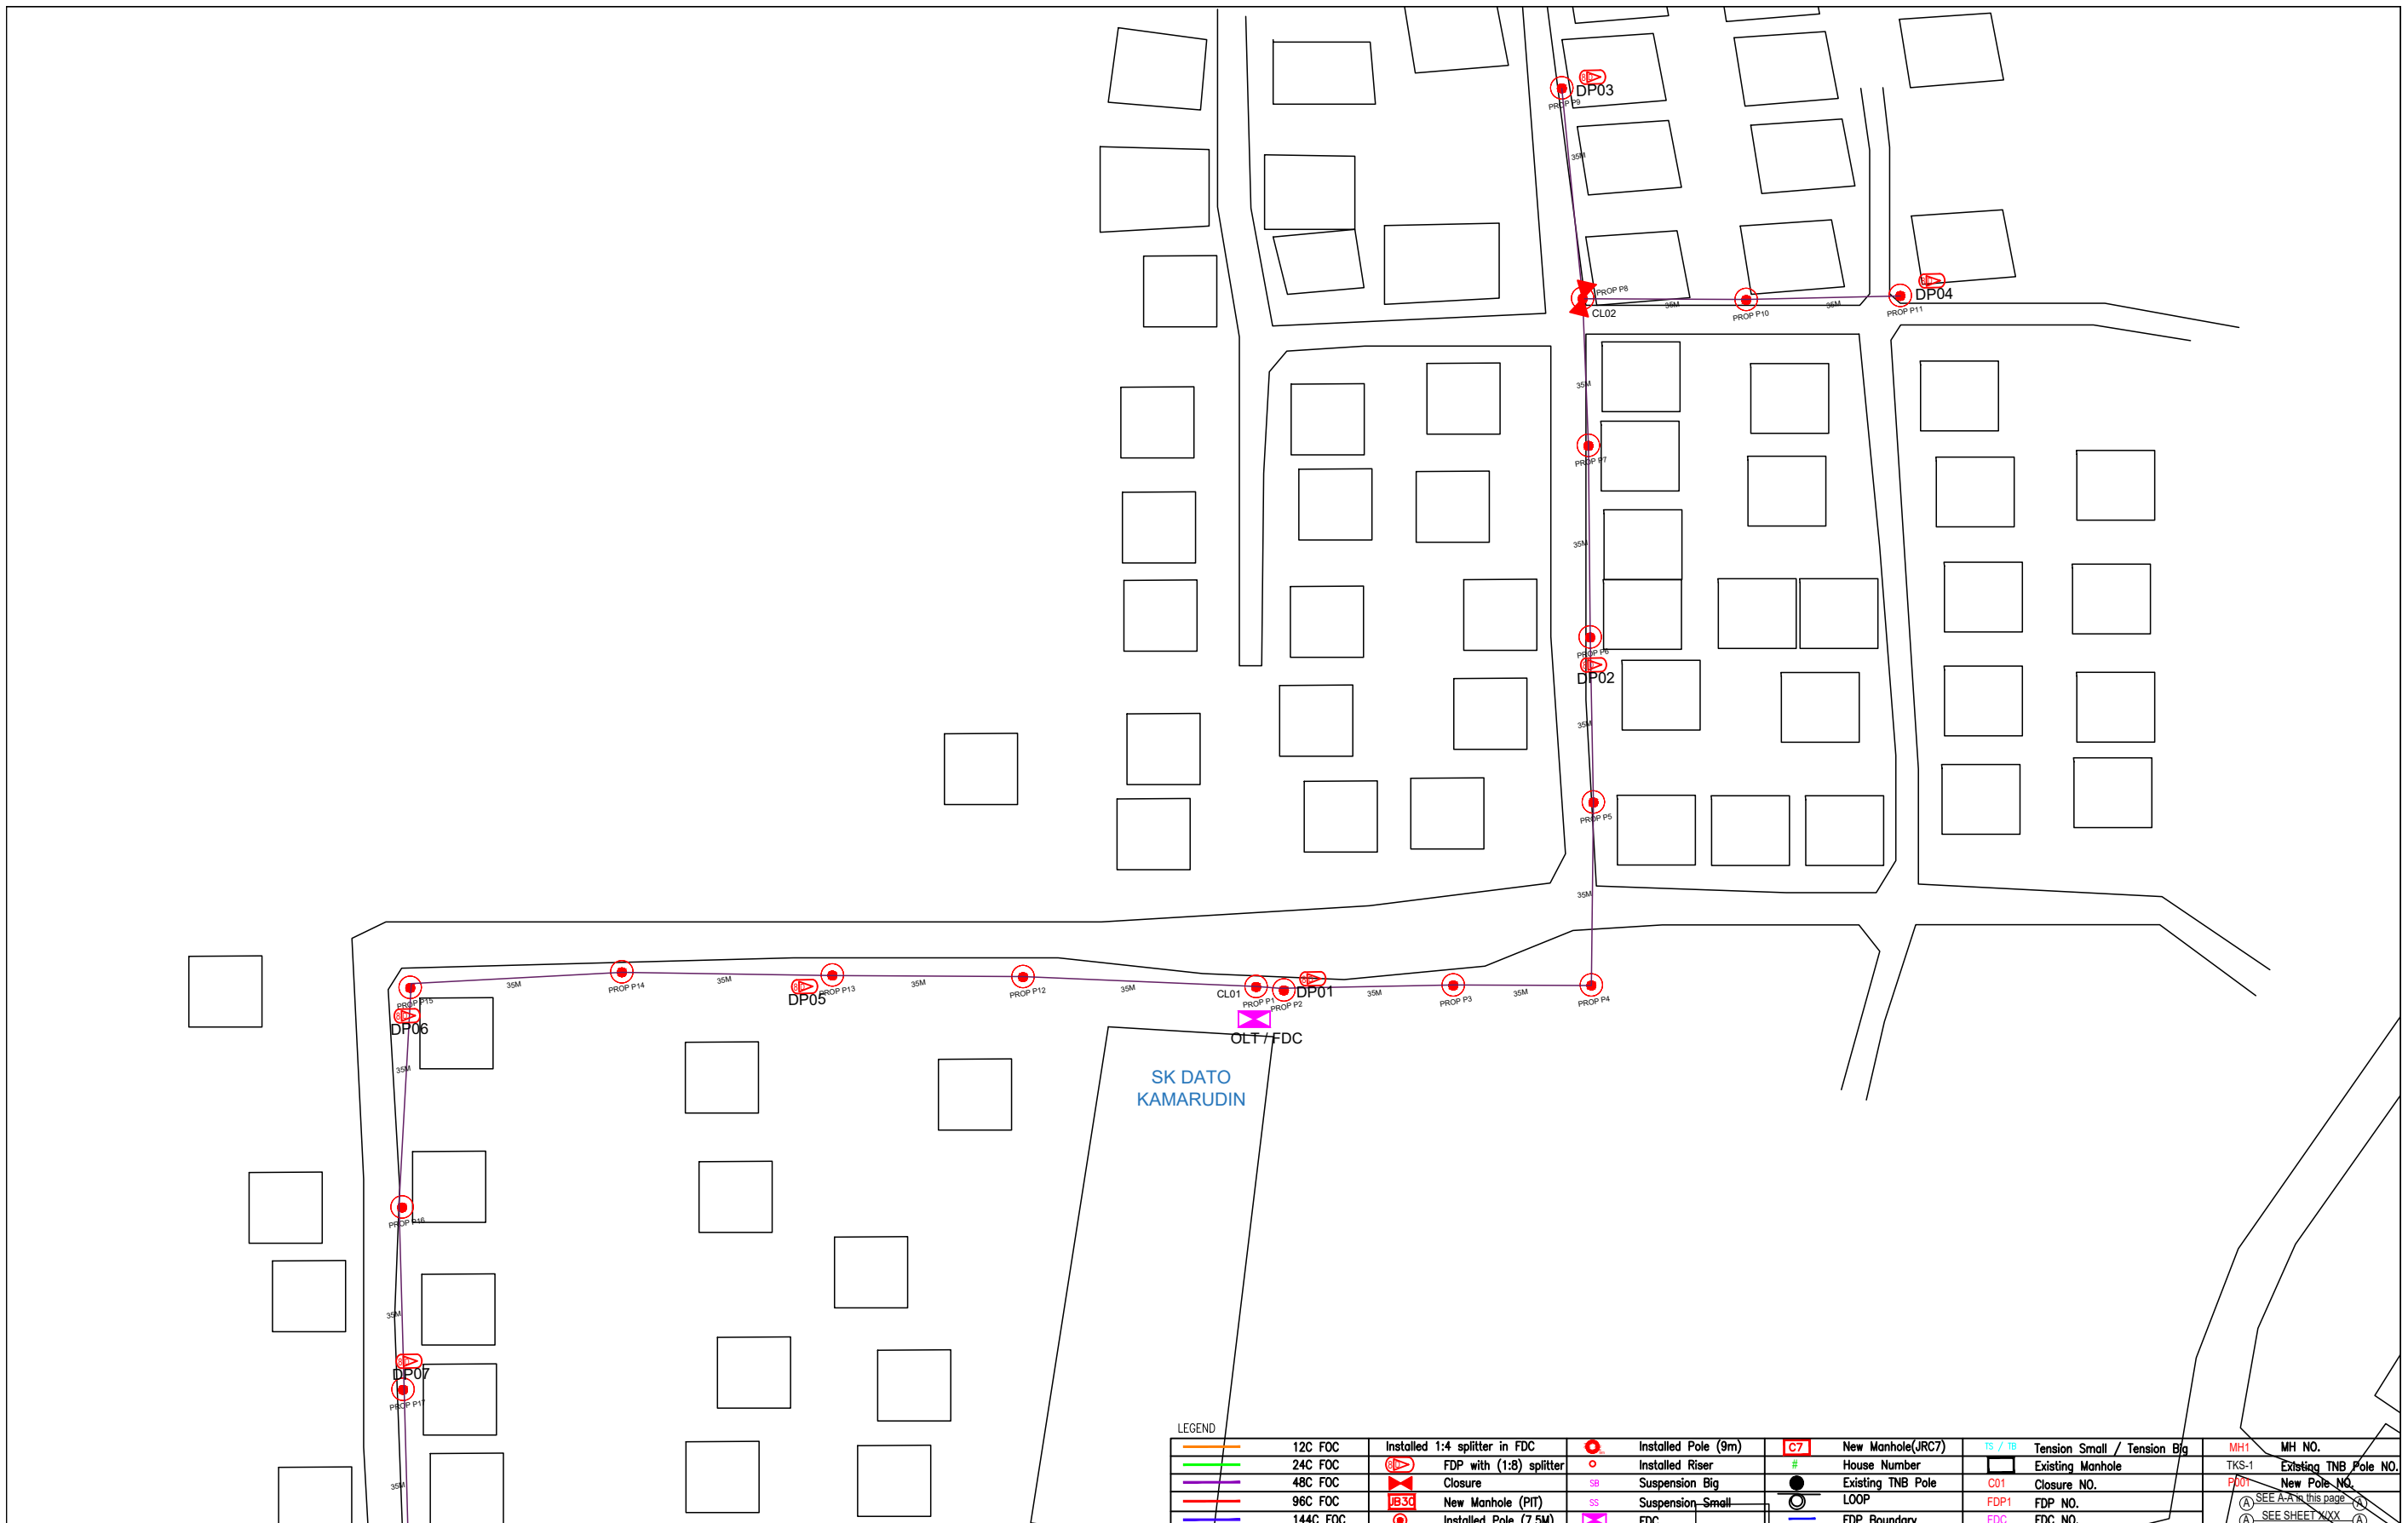 DP03
PROP P9
35M
PROP P8
CL02
35M
PROP P10
35M
DP04
PROP P11
35M
PROP P7
35M
PROP P6
DP02
35M
PROP P5
35M
PROP P15
35M
PROP P14
35M
DP05
PROP P13
35M
PROP P12
35M
CL01
PROP P1
PROP P2
DP01
35M
PROP P3
35M
PROP P4
OLT / FDC
DP06
35M
SK DATO
KAMARUDIN
PROP P16
35M
DP07
PROP P17
35M
LEGEND
12C FOC
Installed 1:4 splitter in FDC
Installed Pole (9m)
C7 New Manhole(JRC7)
TS / TB Tension Small / Tension Big
MH1 MH NO.
24C FOC
FDP with (1:8) splitter
Installed Riser
# House Number
Existing Manhole
TKS-1 Existing TNB Pole NO.
48C FOC
Closure
SB Suspension Big
Existing TNB Pole
C01 Closure NO.
P001 New Pole NO.
96C FOC
JB30 New Manhole (PIT)
SS Suspension Small
LOOP
FDP1 FDP NO.
A SEE A-A in this page A
144C FOC
Installed Pole (7.5M)
FDC
FDP Boundary
FDC FDC NO.
A SEE SHEET X/XX A